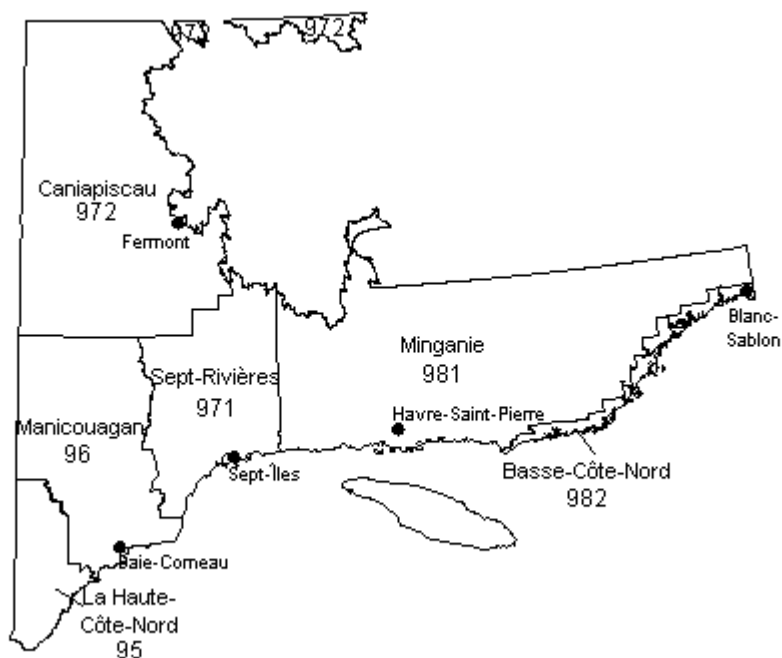 972
972
Caniapiscau
972
Fermont
Blanc-
Sablon
Minganie
981
Sept-Rivières
971
Havre-Saint-Pierre
Manicouagan
96
Sept-Îles
Basse-Côte-Nord
982
Baie-Comeau
La Haute-
Côte-Nord
95